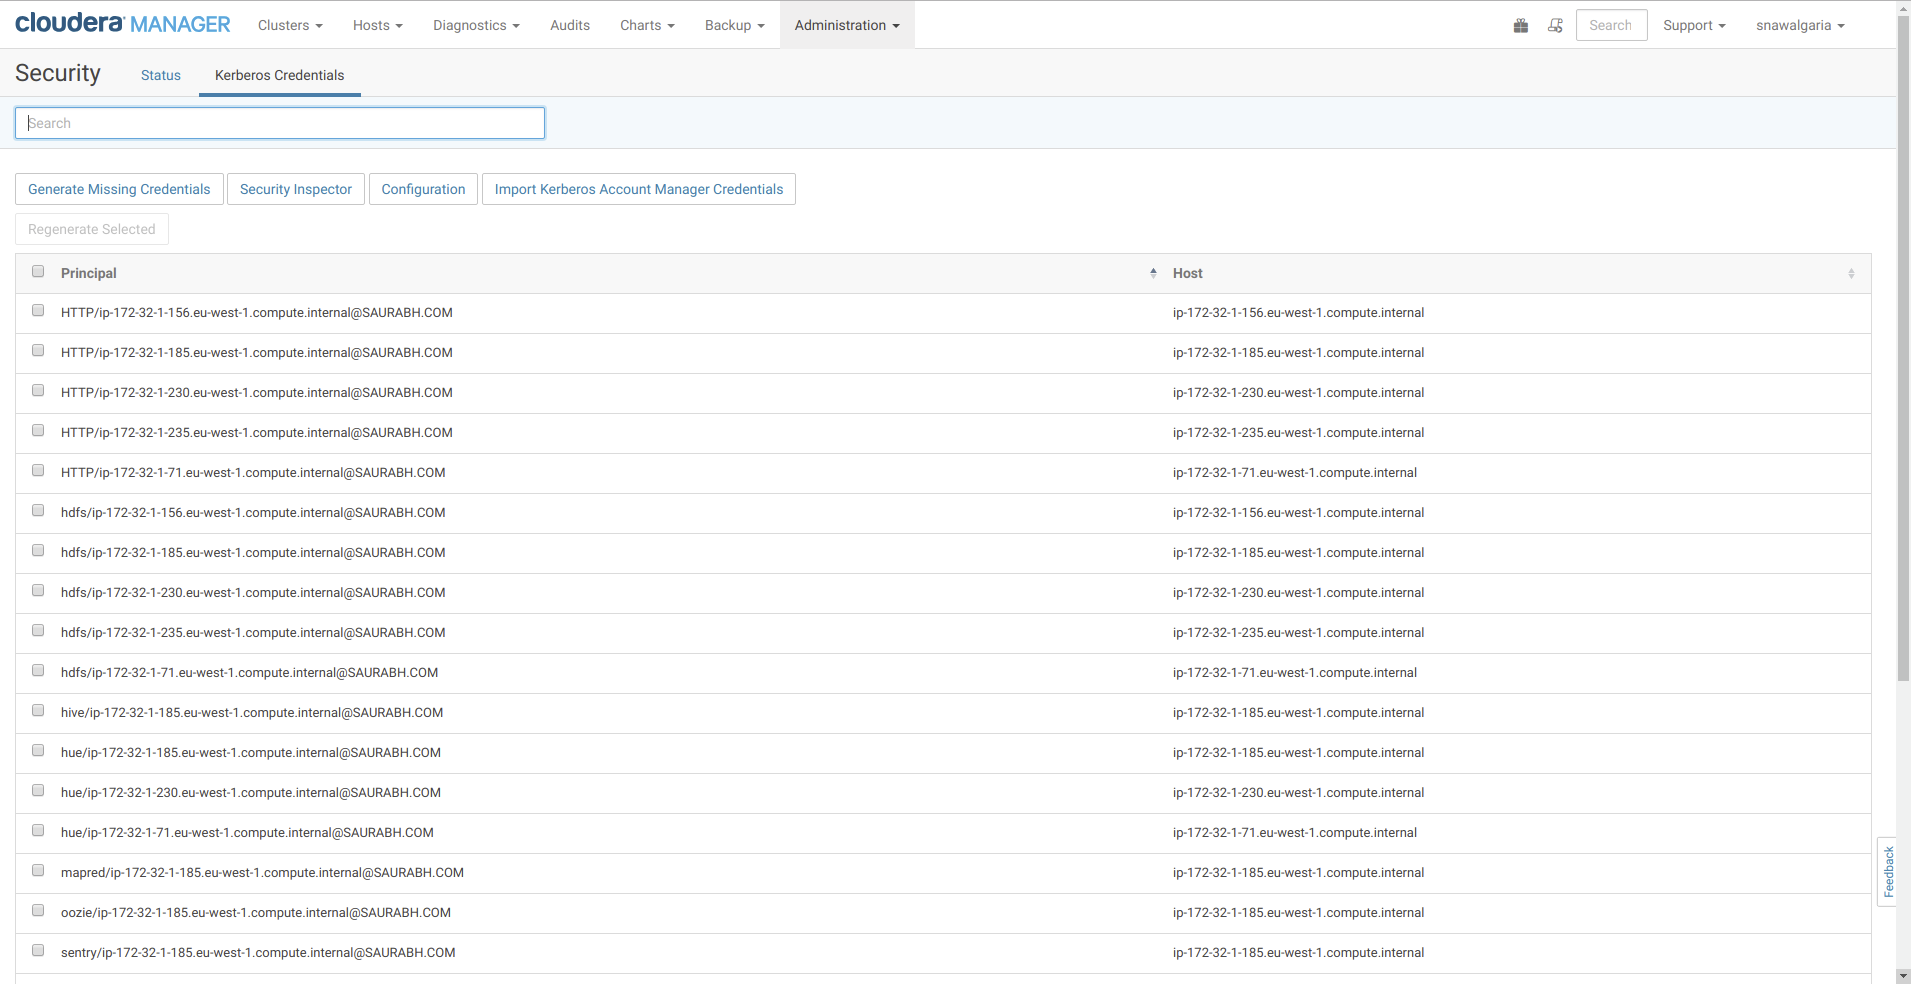 cloudera MANAGER Clusters Hosts Diagnostics Audits Charts Backup Administration Search Support snawalgaria
Security Status Kerberos Credentials
Search
Generate Missing Credentials Security Inspector Configuration Import Kerberos Account Manager Credentials
Regenerate Selected
Principal Host
HTTP/ip-172-32-1-156.eu-west-1.compute.internal@SAURABH.COM ip-172-32-1-156.eu-west-1.compute.internal
HTTP/ip-172-32-1-185.eu-west-1.compute.internal@SAURABH.COM ip-172-32-1-185.eu-west-1.compute.internal
HTTP/ip-172-32-1-230.eu-west-1.compute.internal@SAURABH.COM ip-172-32-1-230.eu-west-1.compute.internal
HTTP/ip-172-32-1-235.eu-west-1.compute.internal@SAURABH.COM ip-172-32-1-235.eu-west-1.compute.internal
HTTP/ip-172-32-1-71.eu-west-1.compute.internal@SAURABH.COM ip-172-32-1-71.eu-west-1.compute.internal
hdfs/ip-172-32-1-156.eu-west-1.compute.internal@SAURABH.COM ip-172-32-1-156.eu-west-1.compute.internal
hdfs/ip-172-32-1-185.eu-west-1.compute.internal@SAURABH.COM ip-172-32-1-185.eu-west-1.compute.internal
hdfs/ip-172-32-1-230.eu-west-1.compute.internal@SAURABH.COM ip-172-32-1-230.eu-west-1.compute.internal
hdfs/ip-172-32-1-235.eu-west-1.compute.internal@SAURABH.COM ip-172-32-1-235.eu-west-1.compute.internal
hdfs/ip-172-32-1-71.eu-west-1.compute.internal@SAURABH.COM ip-172-32-1-71.eu-west-1.compute.internal
hive/ip-172-32-1-185.eu-west-1.compute.internal@SAURABH.COM ip-172-32-1-185.eu-west-1.compute.internal
hue/ip-172-32-1-185.eu-west-1.compute.internal@SAURABH.COM ip-172-32-1-185.eu-west-1.compute.internal
hue/ip-172-32-1-230.eu-west-1.compute.internal@SAURABH.COM ip-172-32-1-230.eu-west-1.compute.internal
hue/ip-172-32-1-71.eu-west-1.compute.internal@SAURABH.COM ip-172-32-1-71.eu-west-1.compute.internal
mapred/ip-172-32-1-185.eu-west-1.compute.internal@SAURABH.COM ip-172-32-1-185.eu-west-1.compute.internal
oozie/ip-172-32-1-185.eu-west-1.compute.internal@SAURABH.COM ip-172-32-1-185.eu-west-1.compute.internal
sentry/ip-172-32-1-185.eu-west-1.compute.internal@SAURABH.COM ip-172-32-1-185.eu-west-1.compute.internal
Feedback